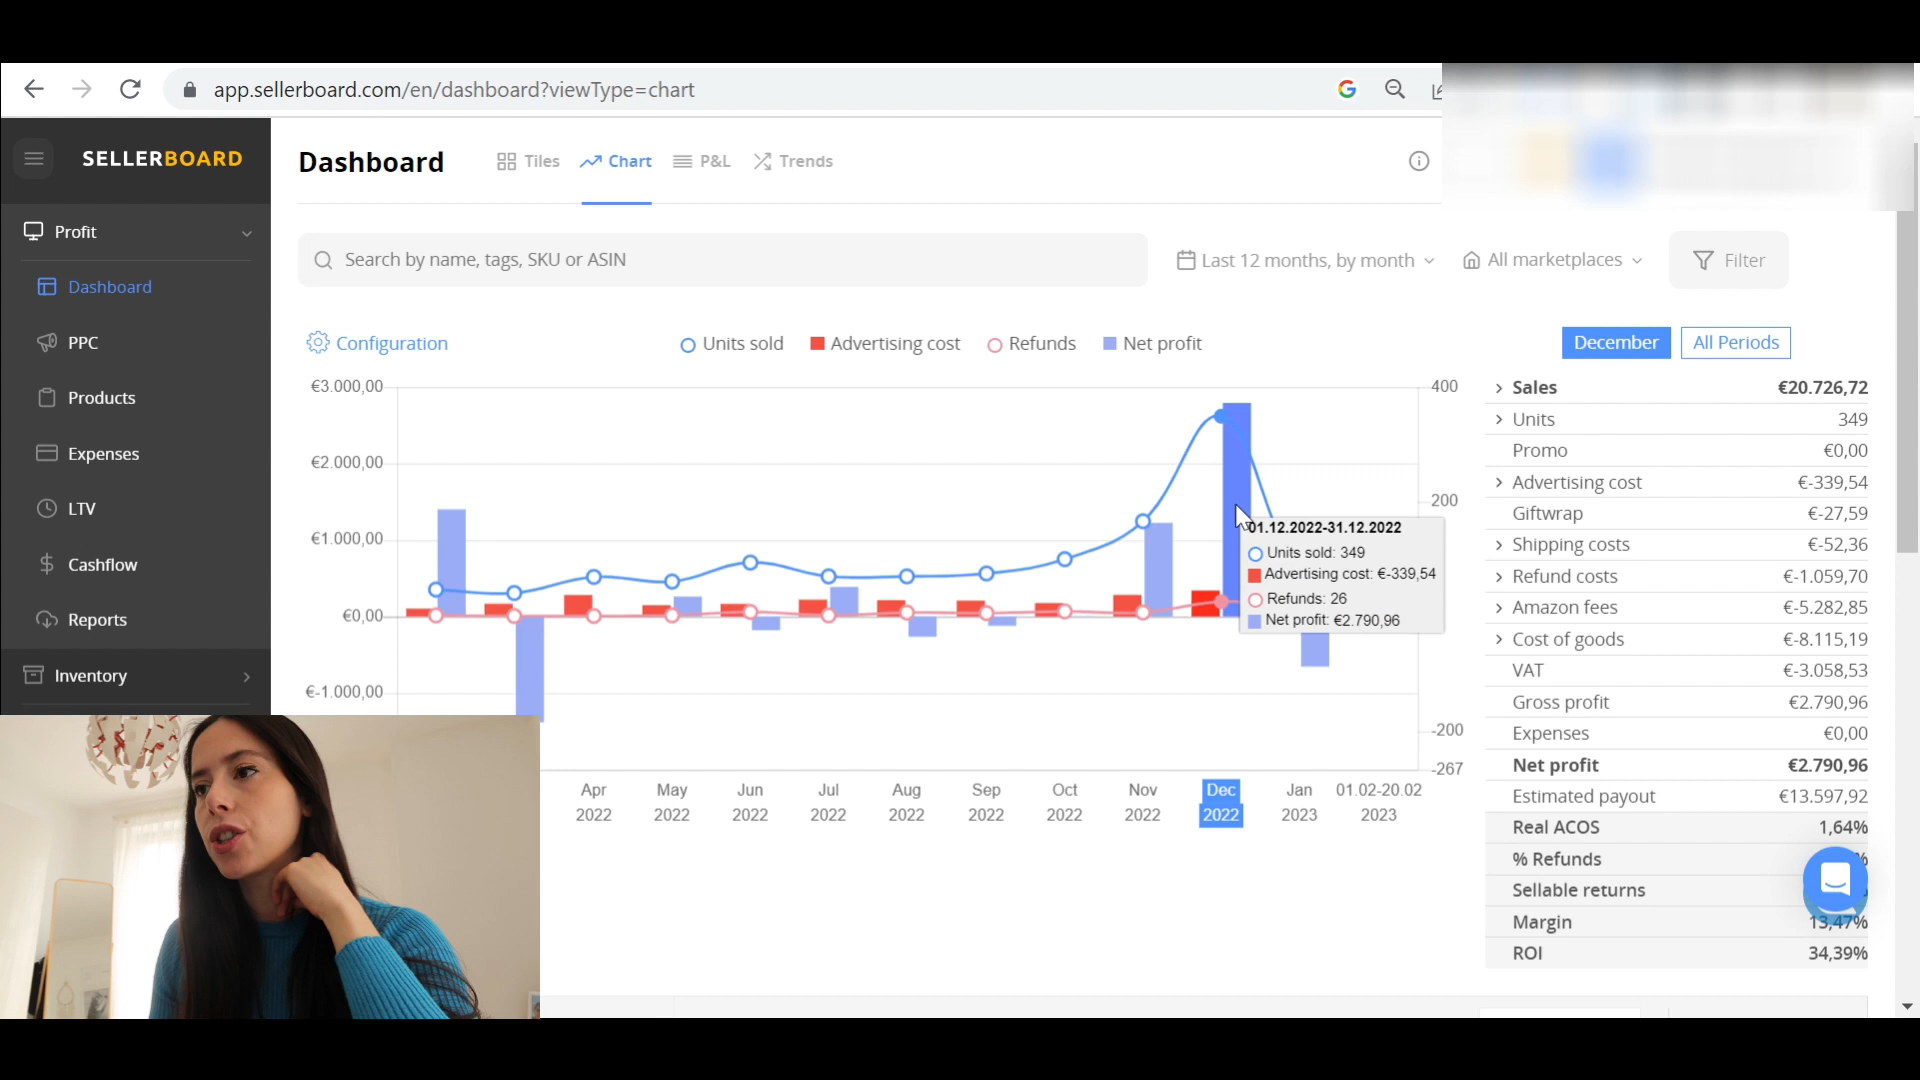 app.sellerboard.com/en/dashboard?viewType=chart
SELLERBOARD
Dashboard
Tiles
Chart
P&L
Trends
Profit
Dashboard
PPC
Products
Expenses
LTV
Cashflow
Reports
Inventory
Search by name, tags, SKU or ASIN
Last 12 months, by month
All marketplaces
Filter
Configuration
Units sold
Advertising cost
Refunds
Net profit
December
All Periods
€3.000,00
€2.000,00
€1.000,00
€0,00
€-1.000,00
400
200
-200
-267
01.12.2022-31.12.2022
Units sold: 349
Advertising cost: €-339,54
Refunds: 26
Net profit: €2.790,96
Apr 2022
May 2022
Jun 2022
Jul 2022
Aug 2022
Sep 2022
Oct 2022
Nov 2022
Dec 2022
Jan 2023
01.02-20.02 2023
Sales €20.726,72
Units 349
Promo €0,00
Advertising cost €-339,54
Giftwrap €-27,59
Shipping costs €-52,36
Refund costs €-1.059,70
Amazon fees €-5.282,85
Cost of goods €-8.115,19
VAT €-3.058,53
Gross profit €2.790,96
Expenses €0,00
Net profit €2.790,96
Estimated payout €13.597,92
Real ACOS 1,64%
% Refunds
Sellable returns
Margin 13,47%
ROI 34,39%